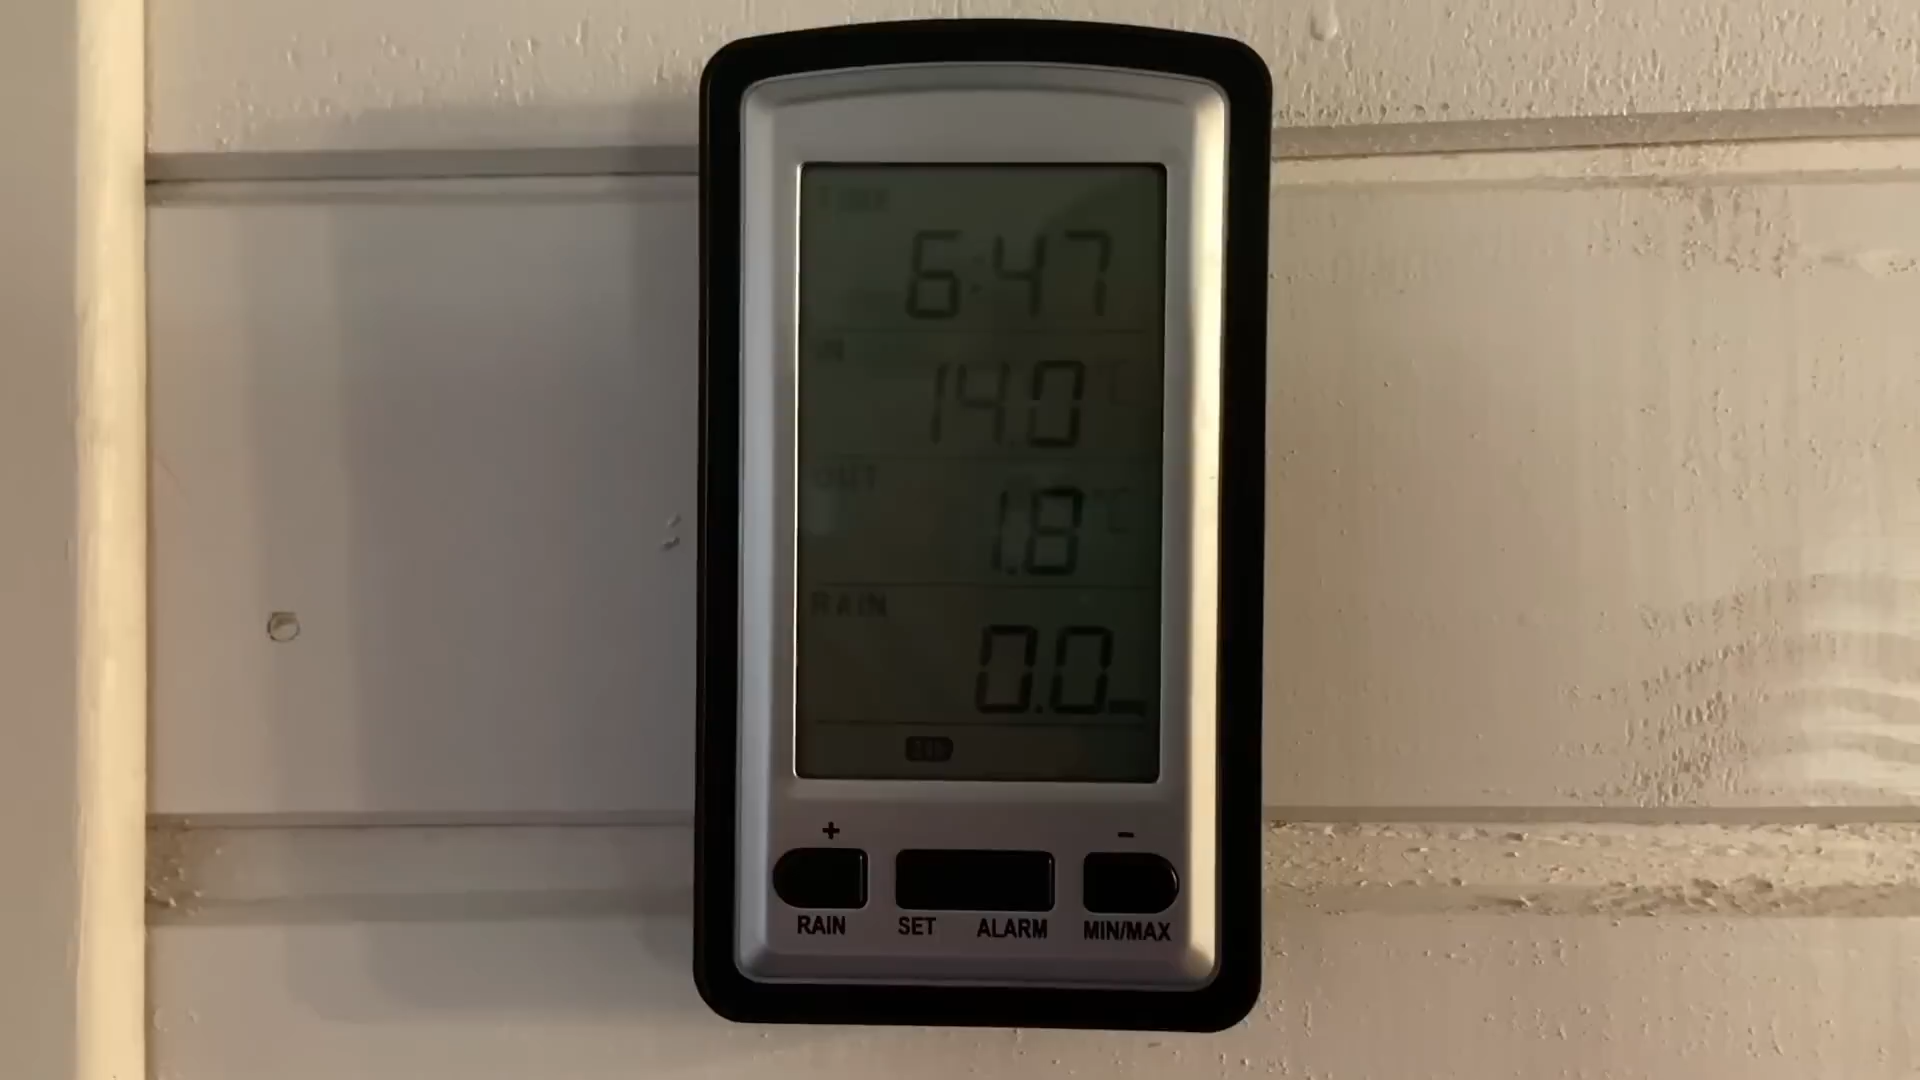 6:47
IN
14.0 °C
OUT
1.8 °C
RAIN
0.0
+ -
RAIN SET ALARM MIN/MAX